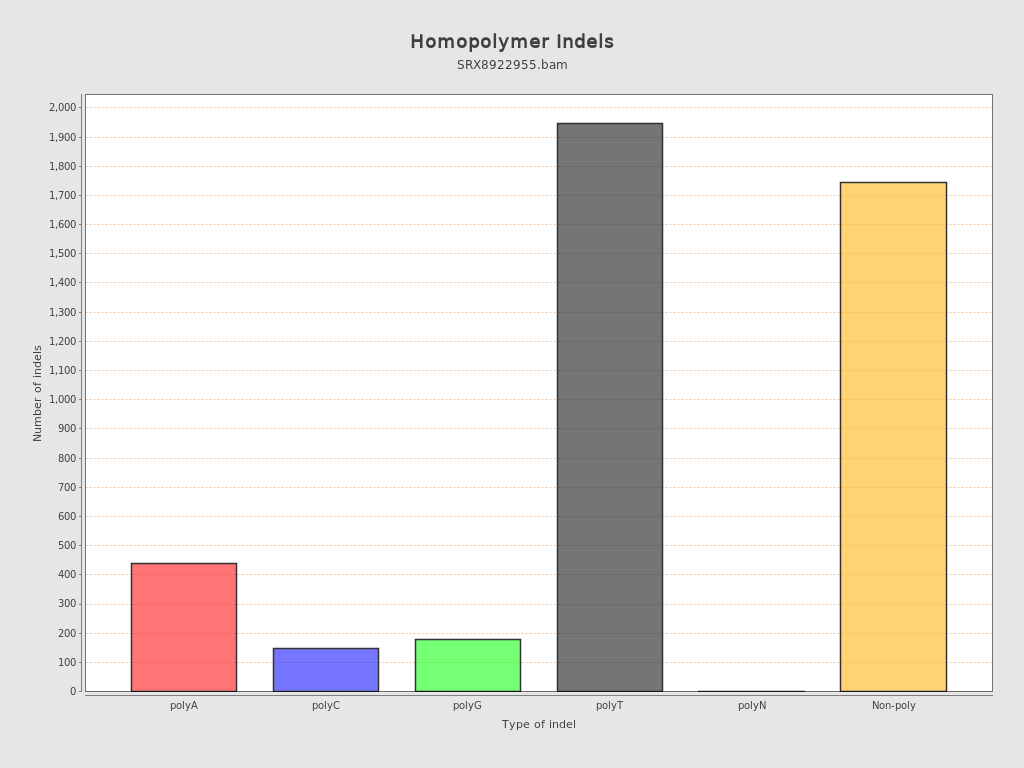 Homopolymer Indels
SRX8922955.bam
2,000
1,900
1,800
1,700
1,600
1,500
1,400
1,300
1,200
1,100
1,000
900
800
700
600
500
400
300
200
100
0
Number of indels
polyA
polyC
polyG
polyT
polyN
Non-poly
Type of indel